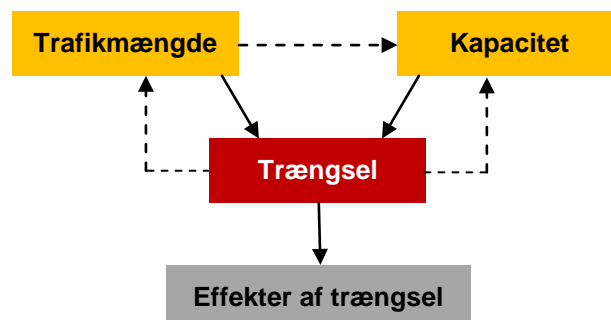 Trafikmængde
Kapacitet
Trængsel
Effekter af trængsel